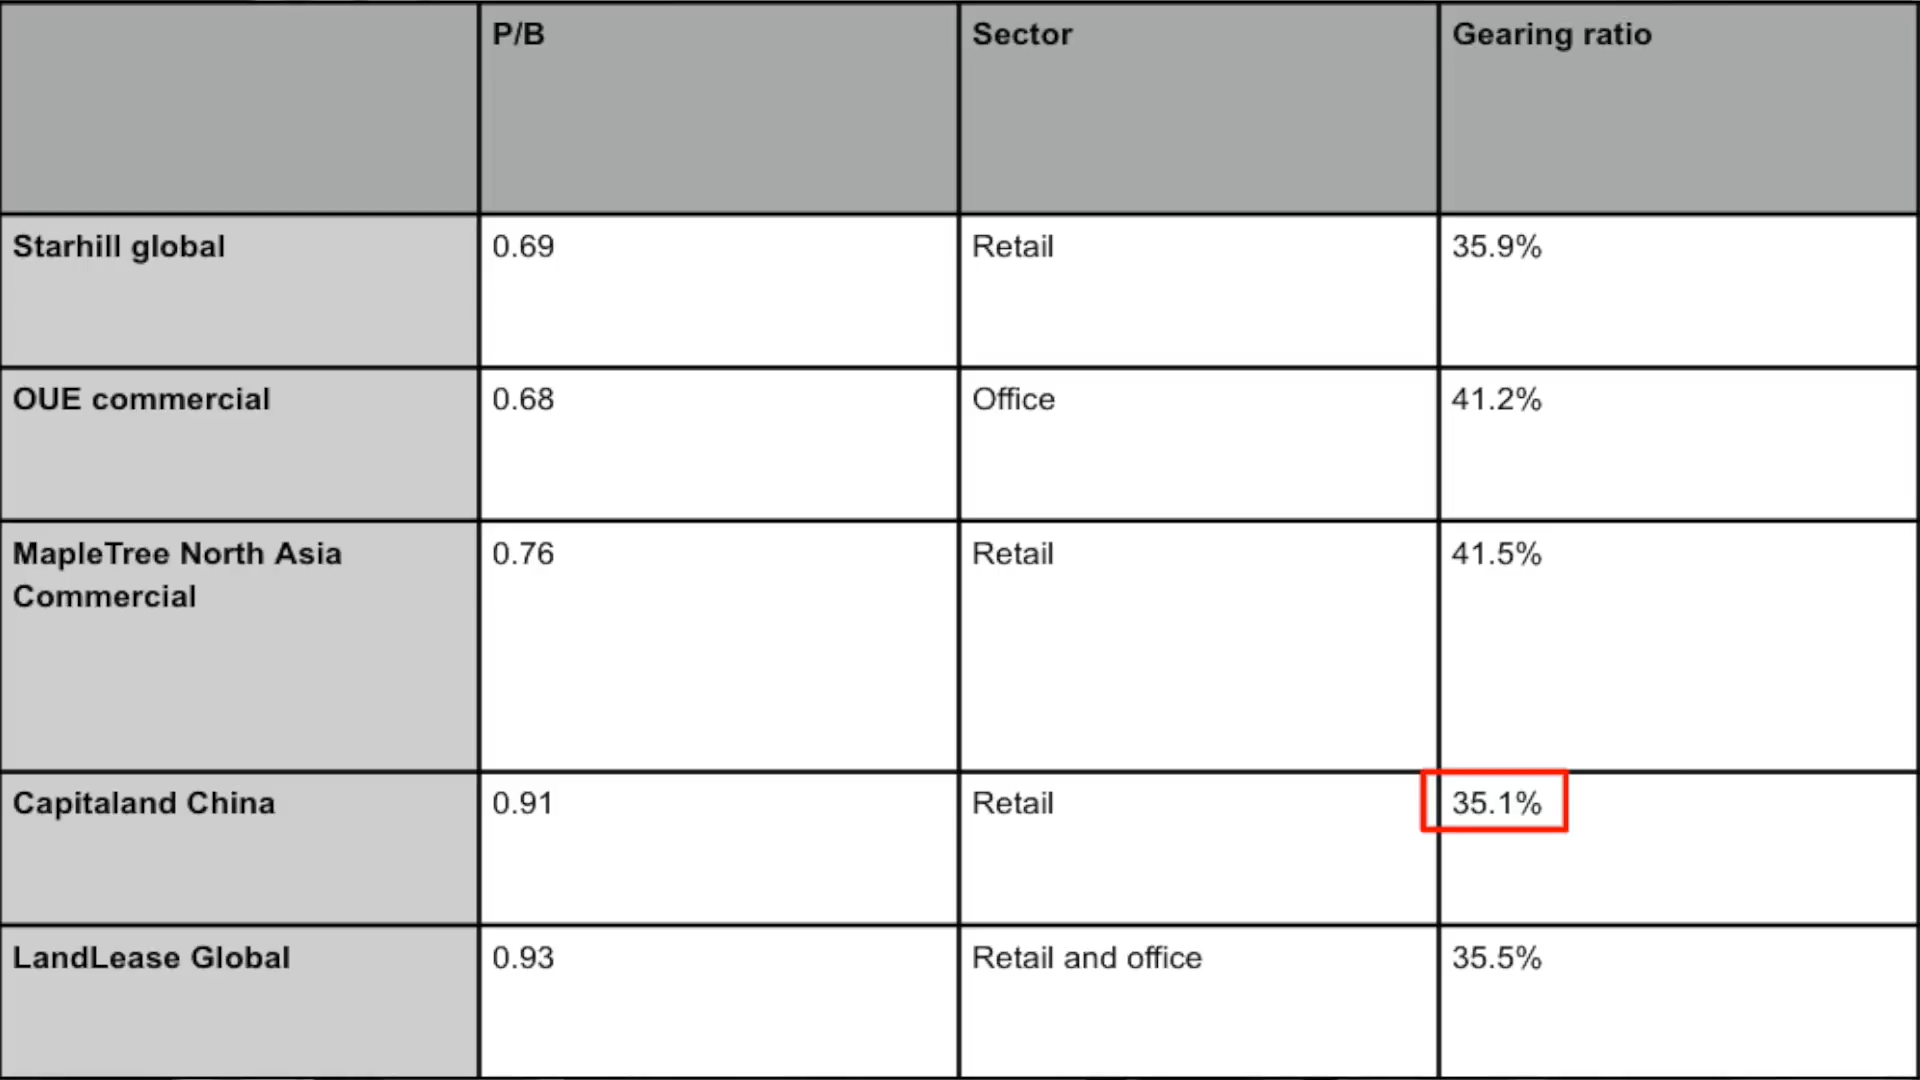 P/B Sector Gearing ratio
Starhill global 0.69 Retail 35.9%
OUE commercial 0.68 Office 41.2%
MapleTree North Asia 0.76 Retail 41.5%
Commercial
Capitaland China 0.91 Retail 35.1%
LandLease Global 0.93 Retail and office 35.5%